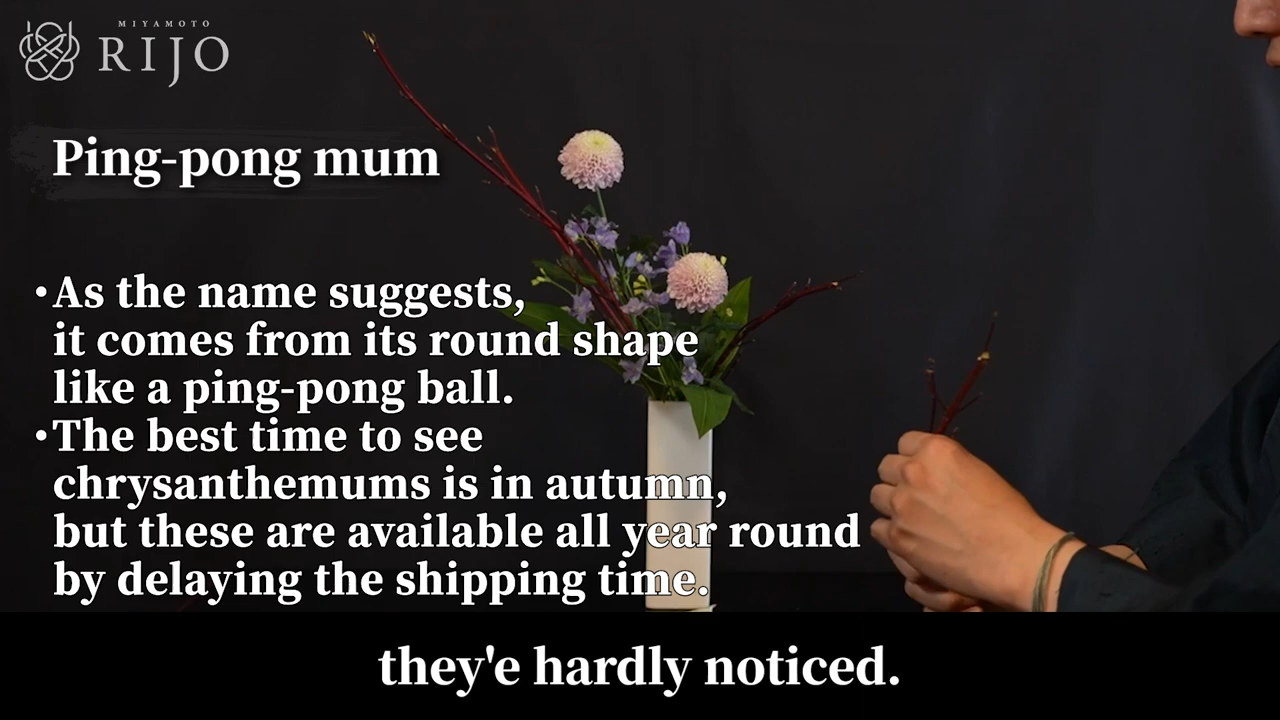 MIYAMOTO
RIJO
Ping-pong mum
・As the name suggests,
it comes from its round shape
like a ping-pong ball.
・The best time to see
chrysanthemums is in autumn,
but these are available all year round
by delaying the shipping time.
they'e hardly noticed.